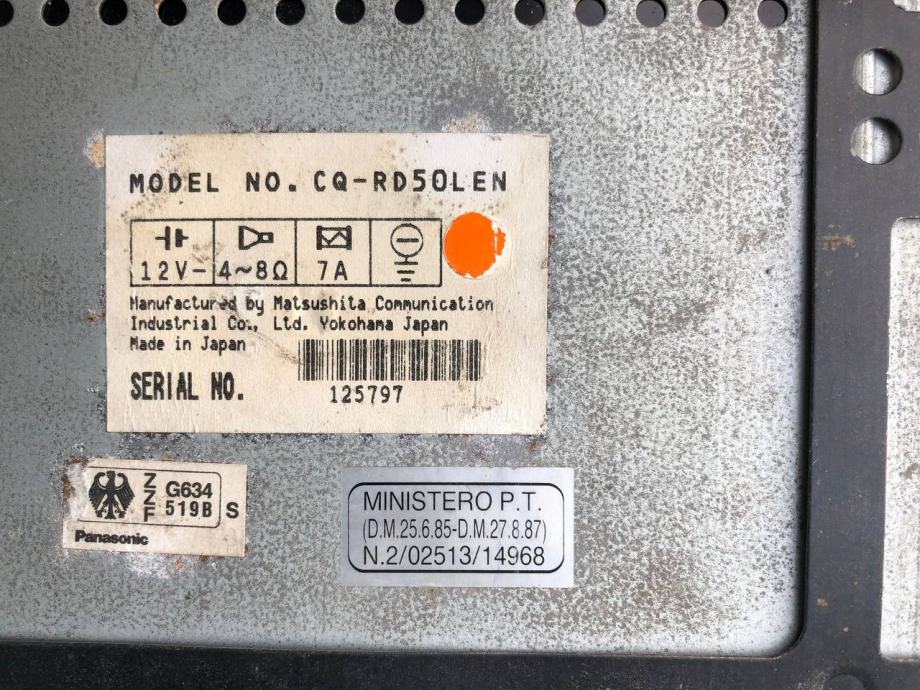 MODEL NO. CQ-RD50LEN
12V- 4~8Ω 7A
Manufactured by Matsushita Communication
Industrial Co., Ltd. Yokohama Japan
Made in Japan
SERIAL NO. 125797
ZZF G634
519B S
Panasonic
MINISTERO P.T.
(D.M.25.6.85-D.M.27.8.87)
N.2/02513/14968